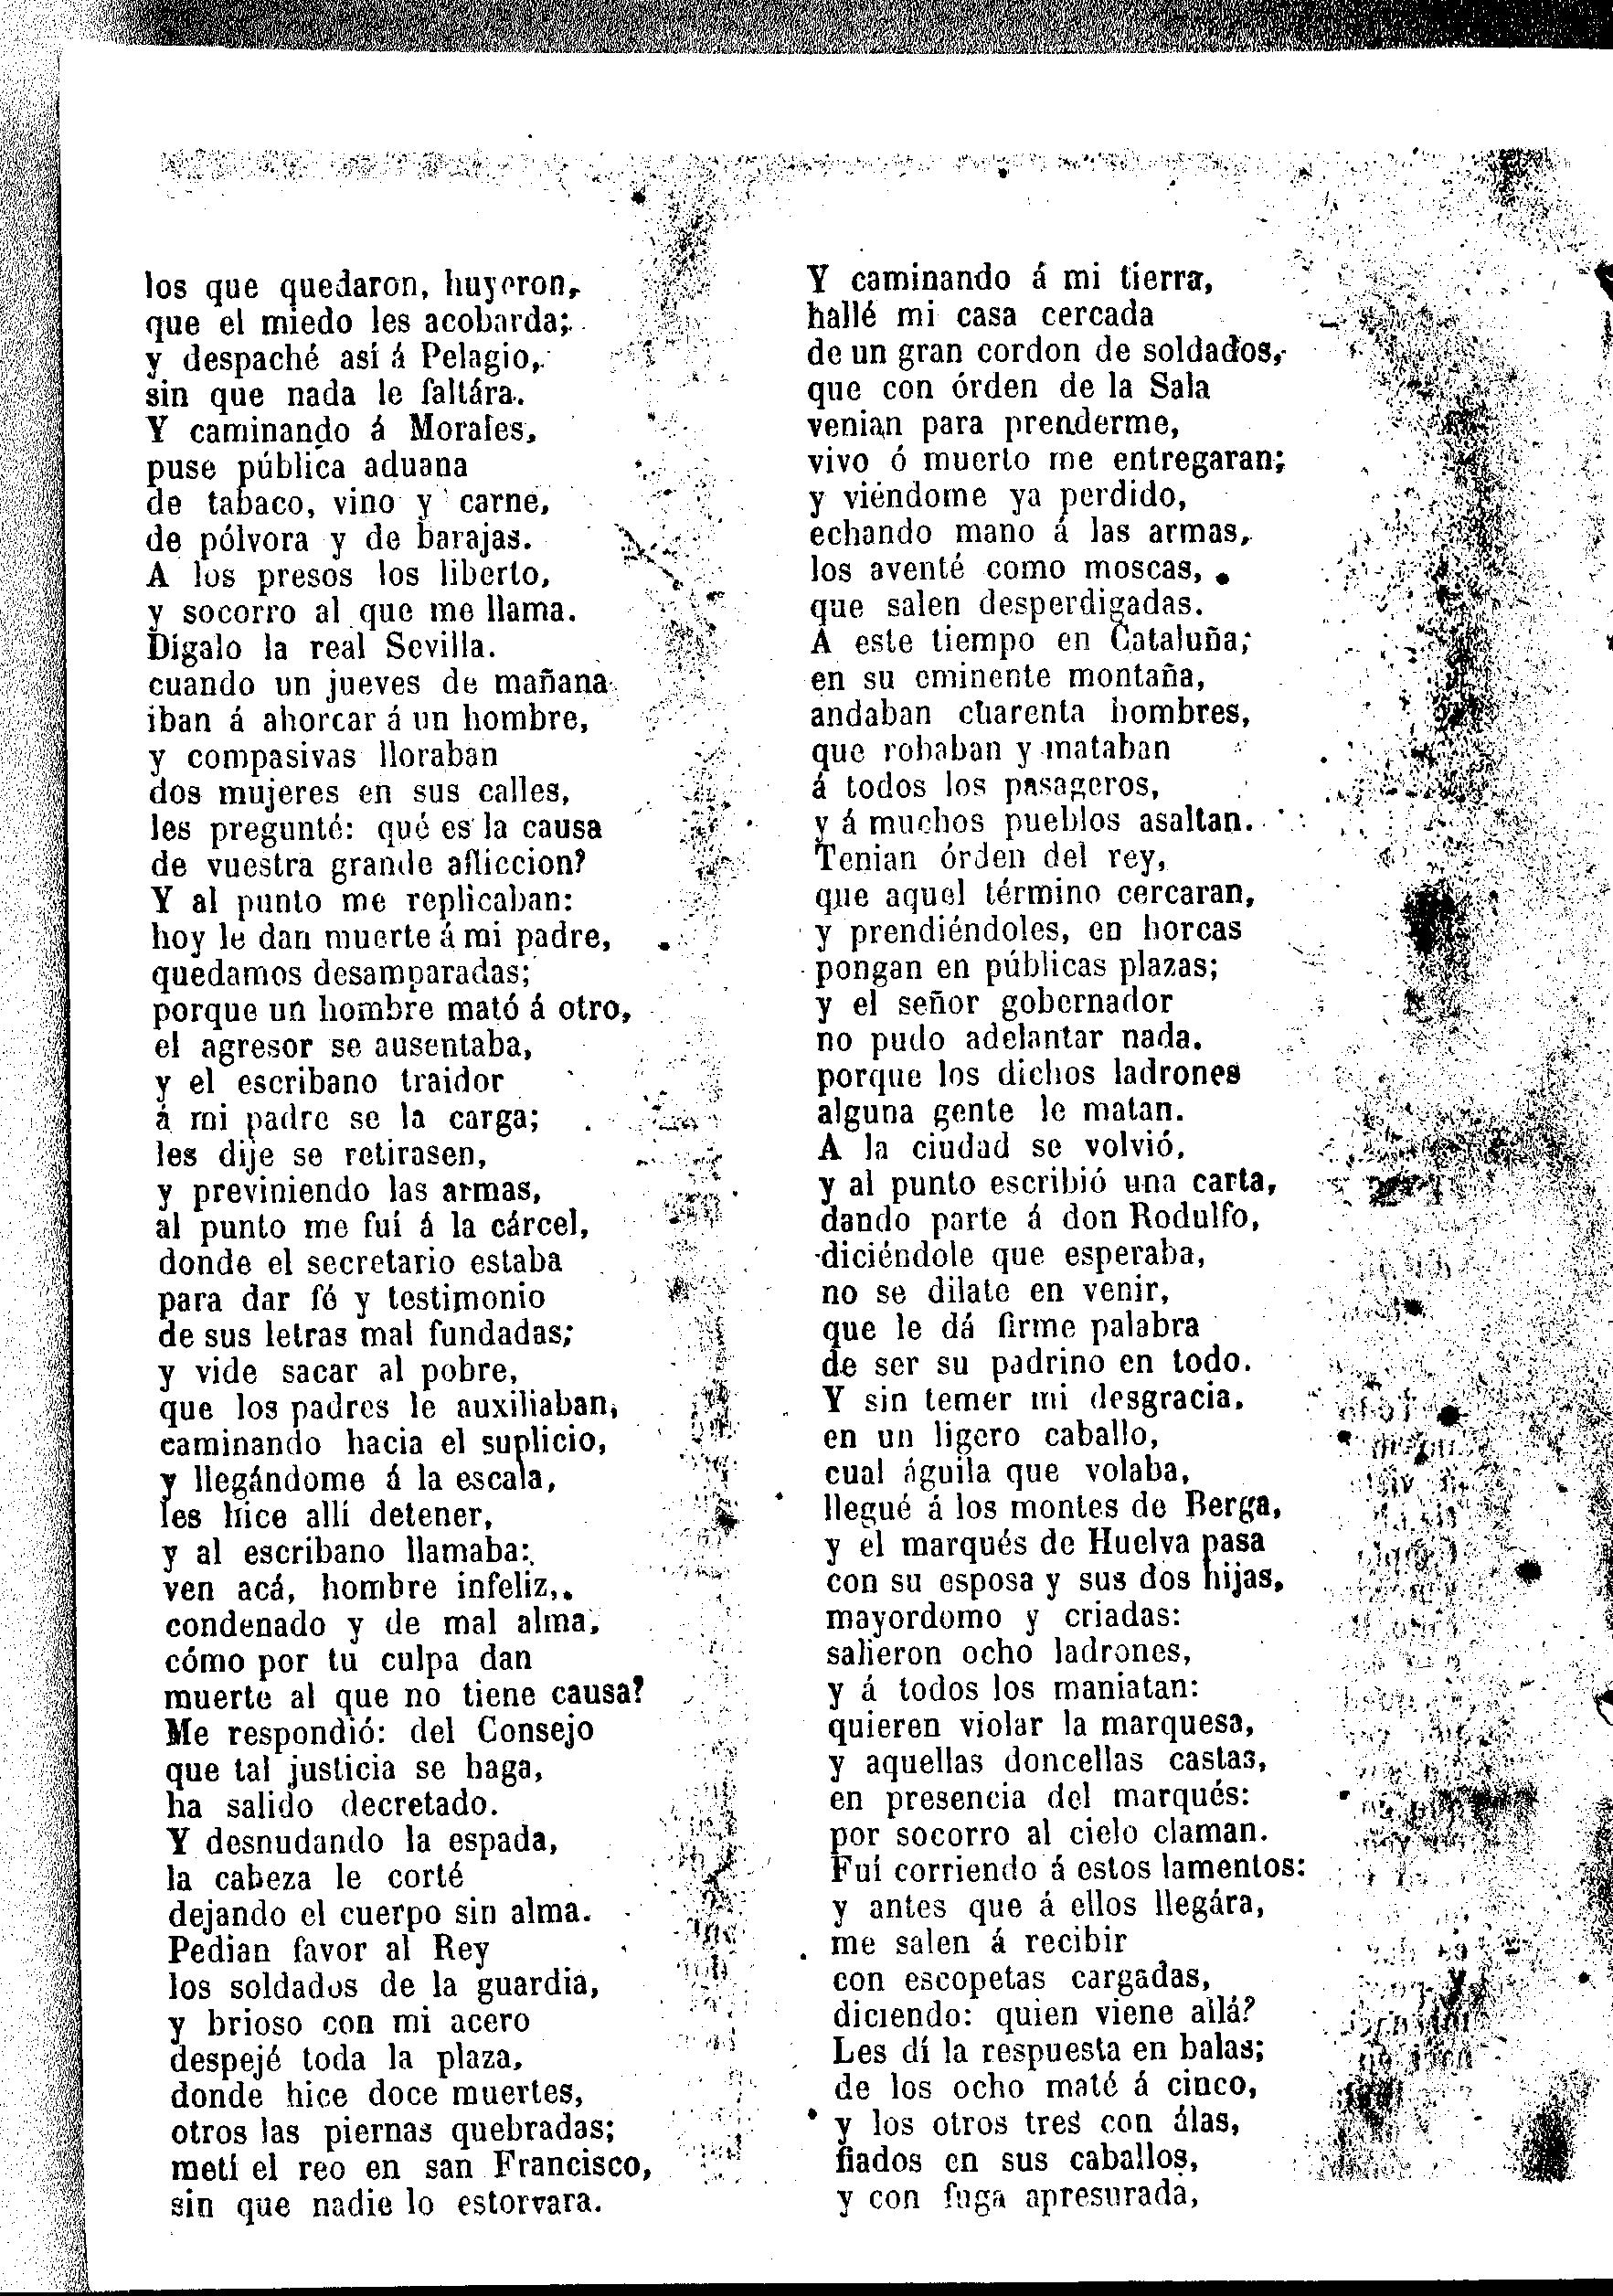 los que quedaron, huyeron,
que el miedo les acobarda;
y despaché así á Pelagio,
sin que nada le faltára.
Y caminando á Morales,
puse pública aduana
de tabaco, vino y carne,
de pólvora y de barajas.
A los presos los liberto,
y socorro al que me llama.
Digalo la real Sevilla.
cuando un jueves de mañana
iban á ahorcar á un hombre,
y compasivas lloraban
dos mujeres en sus calles,
les pregunté: qué es la causa
de vuestra grande afliccion?
Y al punto me replicaban:
hoy le dan muerte á mi padre,
quedamos desamparadas;
porque un hombre mató á otro,
el agresor se ausentaba,
y el escribano traidor
á mi padre se la carga;
les dije se retirasen,
y previniendo las armas,
al punto me fuí á la cárcel,
donde el secretario estaba
para dar fé y testimonio
de sus letras mal fundadas;
y vide sacar al pobre,
que los padres le auxiliaban,
caminando hacia el suplicio,
y llegándome á la escala,
les hice allí detener,
y al escribano llamaba:
ven acá, hombre infeliz,
condenado y de mal alma,
cómo por tu culpa dan
muerte al que no tiene causa?
Me respondió: del Consejo
que tal justicia se haga,
ha salido decretado.
Y desnudando la espada,
la cabeza le corté
dejando el cuerpo sin alma.
Pedian favor al Rey
los soldados de la guardia,
y brioso con mi acero
despejé toda la plaza,
donde hice doce muertes,
otros las piernas quebradas;
metí el reo en san Francisco,
sin que nadie lo estorvara.
Y caminando á mi tierra,
hallé mi casa cercada
de un gran cordon de soldados,
que con órden de la Sala
venian para prenderme,
vivo ó muerto me entregaran;
y viéndome ya perdido,
echando mano á las armas,
los aventé como moscas,
que salen desperdigadas.
A este tiempo en Cataluña;
en su eminente montaña,
andaban cuarenta hombres,
que robaban y mataban
á todos los pasageros,
y á muchos pueblos asaltan.
Tenian órden del rey,
que aquel término cercaran,
y prendiéndoles, en horcas
pongan en públicas plazas;
y el señor gobernador
no pudo adelantar nada.
porque los dichos ladrones
alguna gente le matan.
A la ciudad se volvió,
y al punto escribió una carta,
dando parte á don Rodulfo,
diciéndole que esperaba,
no se dilate en venir,
que le dá firme palabra
de ser su padrino en todo.
Y sin temer mi desgracia.
en un ligero caballo,
cual águila que volaba,
llegué á los montes de Berga,
y el marqués de Huelva pasa
con su esposa y sus dos hijas,
mayordomo y criadas:
salieron ocho ladrones,
y á todos los maniatan:
quieren violar la marquesa,
y aquellas doncellas castas,
en presencia del marqués:
por socorro al cielo claman.
Fuí corriendo á estos lamentos:
y antes que á ellos llegára,
me salen á recibir
con escopetas cargadas,
diciendo: quien viene allá?
Les dí la respuesta en balas;
de los ocho maté á cinco,
y los otros tres con álas,
fiados en sus caballos,
y con fuga apresurada,